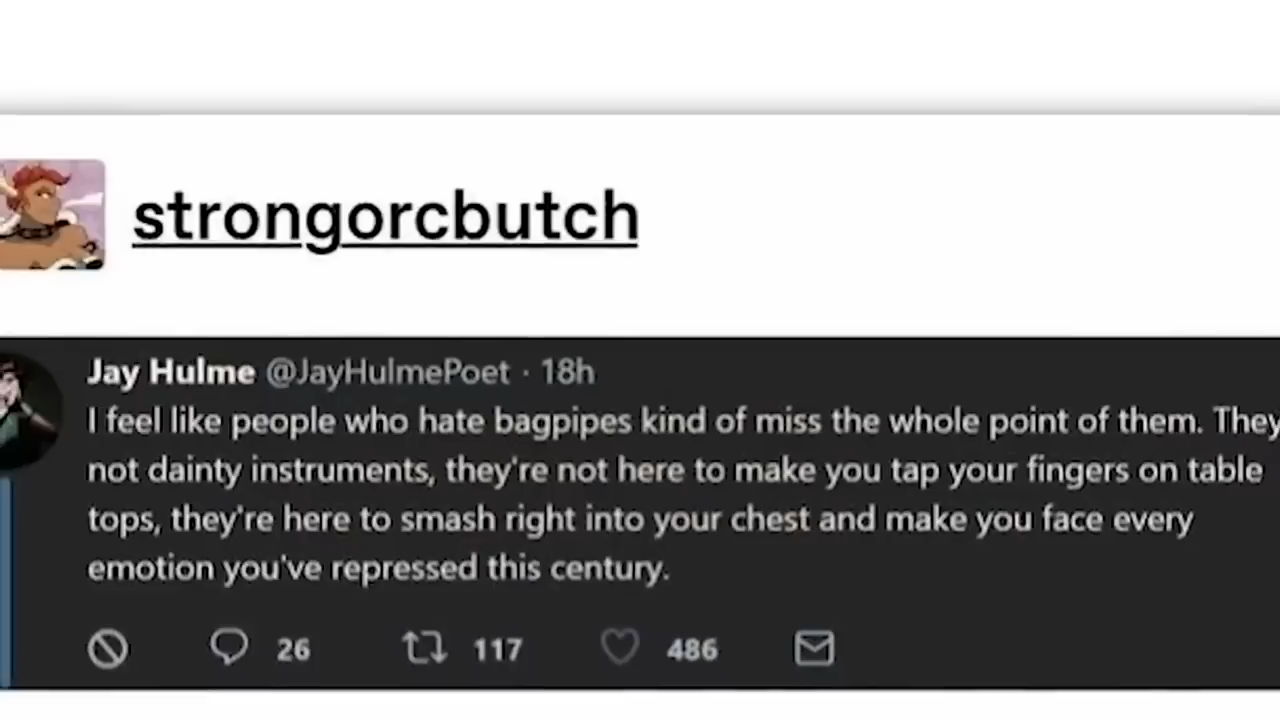 strongorcbutch
Jay Hulme @JayHulmePoet · 18h
I feel like people who hate bagpipes kind of miss the whole point of them. They
not dainty instruments, they're not here to make you tap your fingers on table
tops, they're here to smash right into your chest and make you face every
emotion you've repressed this century.
26 117 486